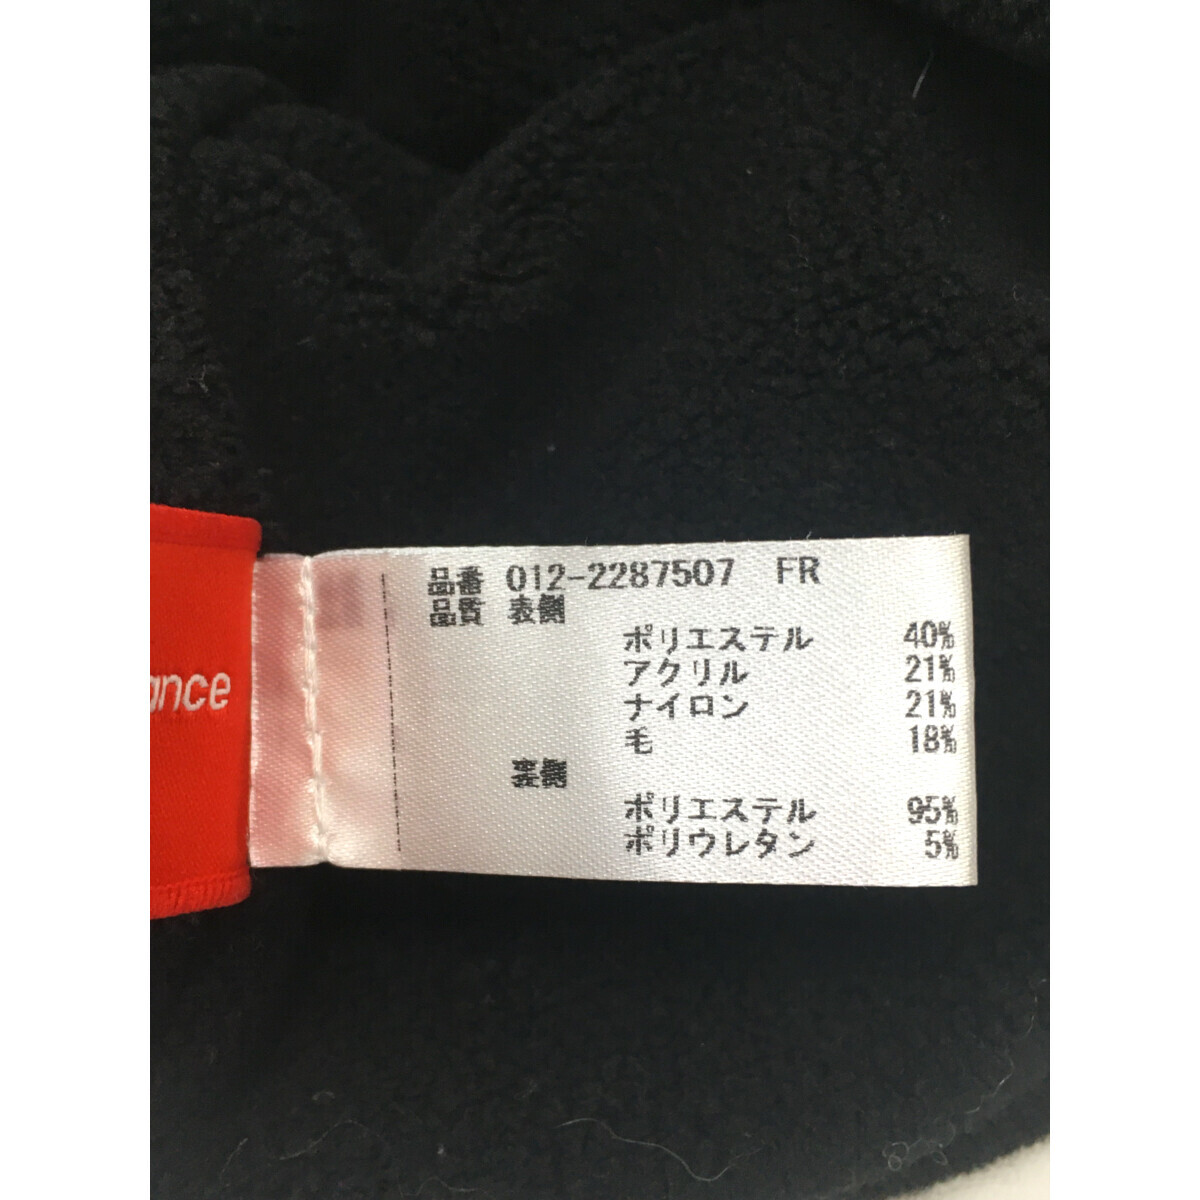 ance
品番 012-2287507 FR
品質 表側
ポリエステル 40%
アクリル 21%
ナイロン 21%
毛 18%
裏側
ポリエステル 95%
ポリウレタン 5%